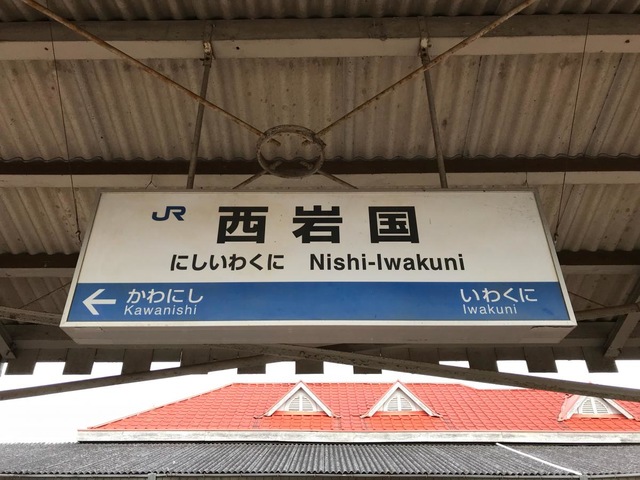 JR 西岩国
にしいわくに Nishi-Iwakuni
← かわにし いわくに
Kawanishi Iwakuni